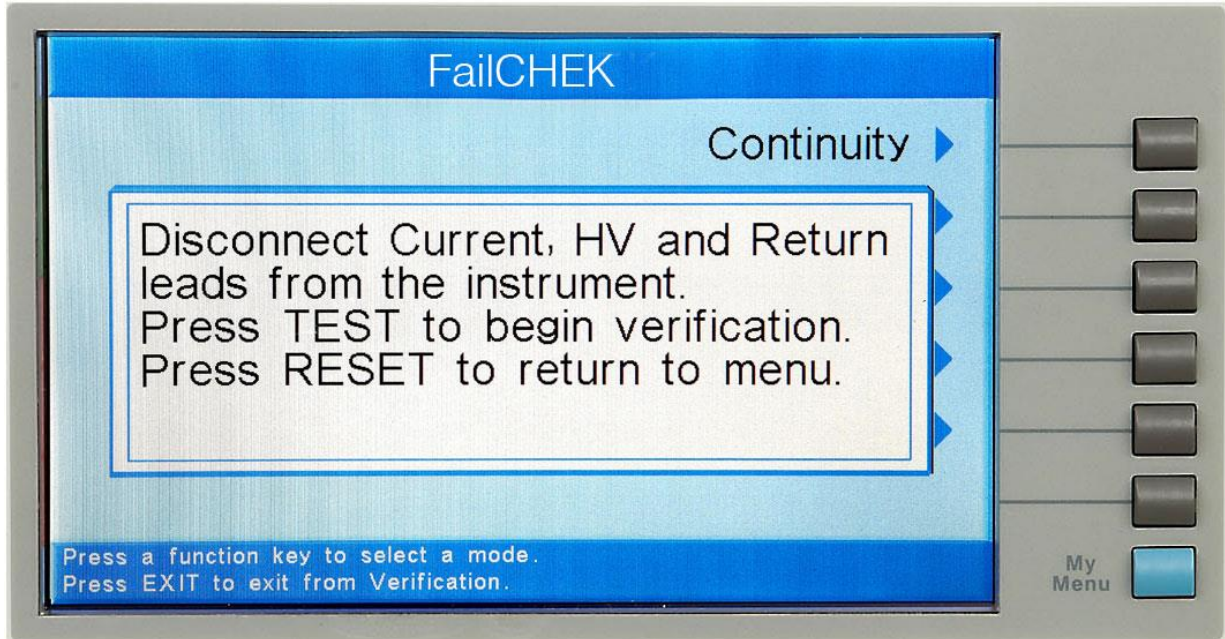 FailCHEK
Continuity
Disconnect Current, HV and Return
leads from the instrument.
Press TEST to begin verification.
Press RESET to return to menu.
Press a function key to select a mode.
Press EXIT to exit from Verification.
My
Menu